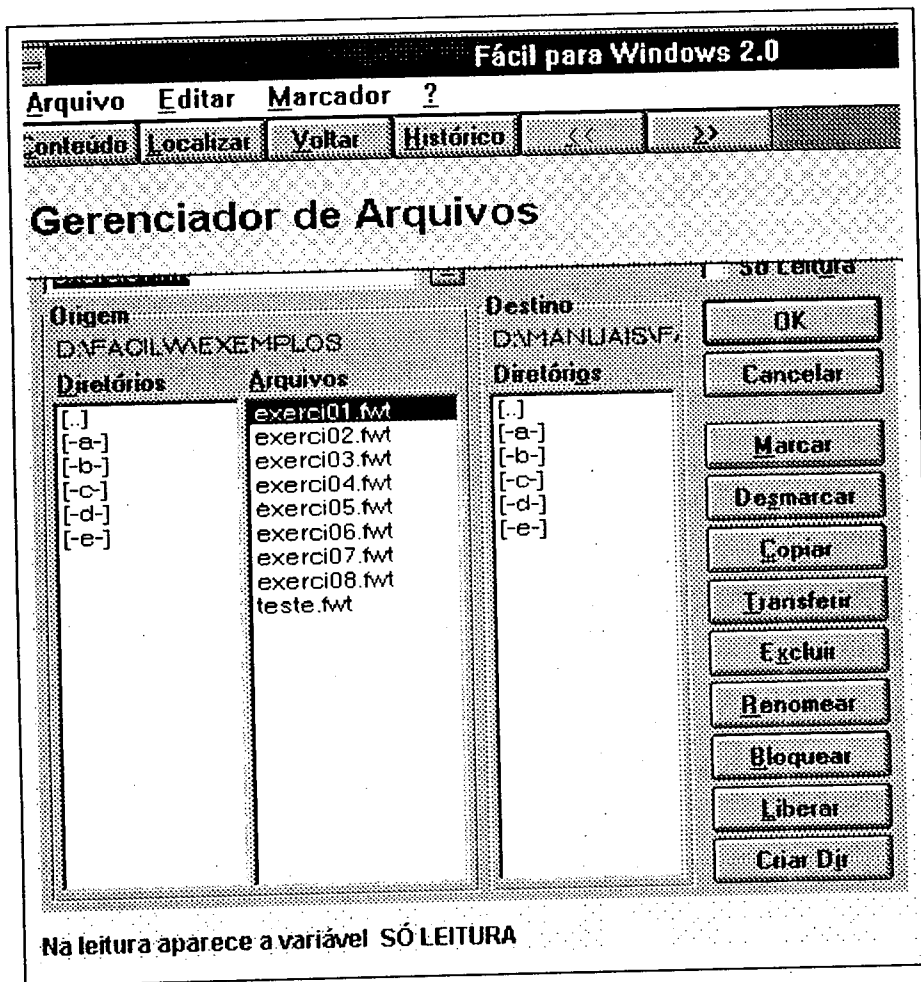 Fácil para Windows 2.0
Arquivo Editar Marcador ?
Conteúdo Localizar Voltar Histórico << >>
Gerenciador de Arquivos
Só Leitura
Origem
D:\FACILW\EXEMPLOS
Diretórios
[..]
[-a-]
[-b-]
[-c-]
[-d-]
[-e-]
Arquivos
exerci01.fwt
exerci02.fwt
exerci03.fwt
exerci04.fwt
exerci05.fwt
exerci06.fwt
exerci07.fwt
exerci08.fwt
teste.fwt
Destino
D:\MANUAIS\FA
Diretórios
[..]
[-a-]
[-b-]
[-c-]
[-d-]
[-e-]
OK
Cancelar
Marcar
Desmarcar
Copiar
Transferir
Excluir
Renomear
Bloquear
Liberar
Criar Dir
Na leitura aparece a variável SÓ LEITURA